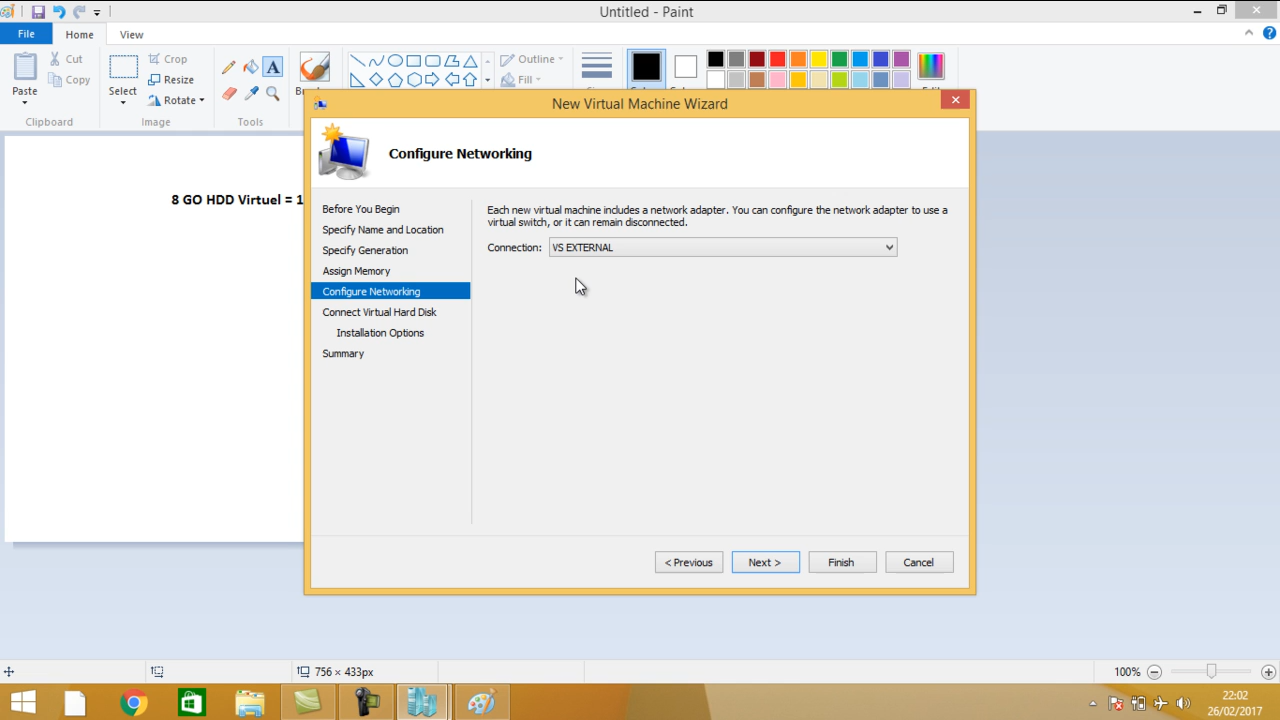 Untitled - Paint
File
Home
View
Paste
Cut
Copy
Clipboard
Select
Crop
Resize
Rotate
Image
Tools
Outline
Fill
8 GO HDD Virtuel = 1
New Virtual Machine Wizard
Configure Networking
Before You Begin
Specify Name and Location
Specify Generation
Assign Memory
Configure Networking
Connect Virtual Hard Disk
Installation Options
Summary
Each new virtual machine includes a network adapter. You can configure the network adapter to use a
virtual switch, or it can remain disconnected.
Connection: VS EXTERNAL
< Previous
Next >
Finish
Cancel
756 × 433px
100%
22:02
26/02/2017